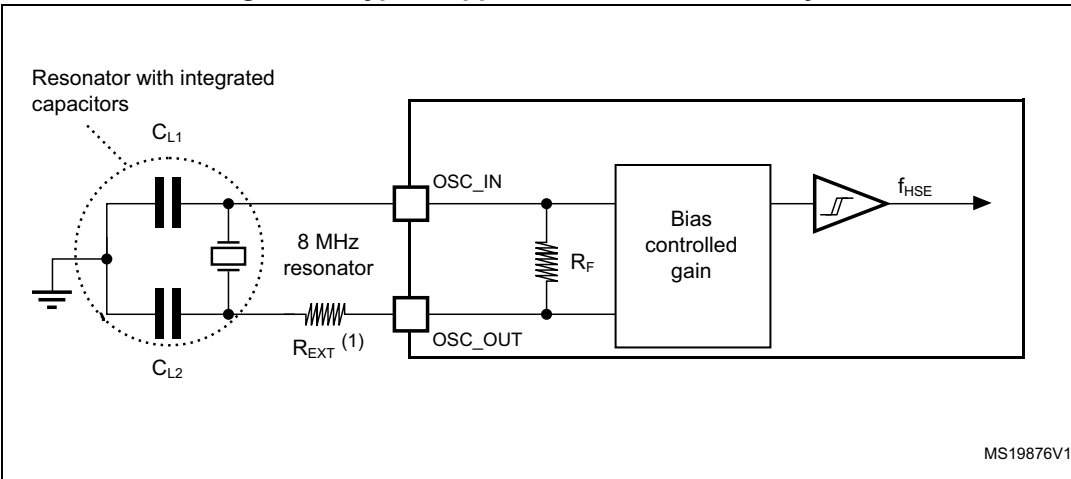 Resonator with integrated
capacitors
CL1
OSC_IN
fHSE
8 MHz
resonator
RF
Bias
controlled
gain
REXT (1)
OSC_OUT
CL2
MS19876V1